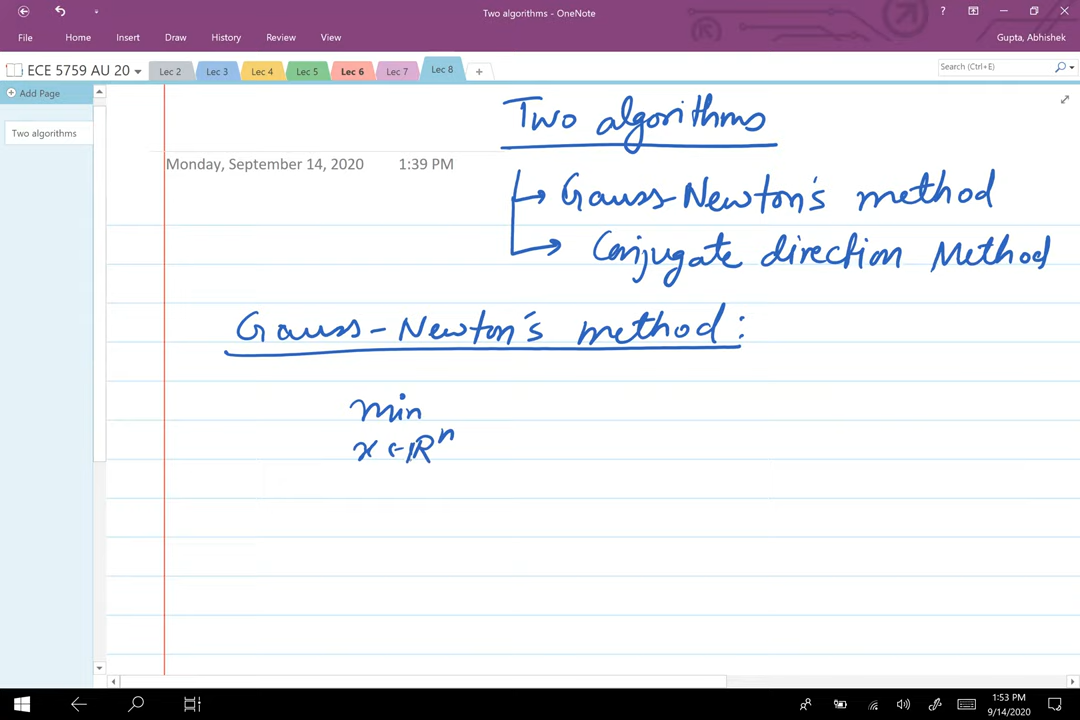 Two algorithms - OneNote
?
File Home Insert Draw History Review View
Gupta, Abhishek
ECE 5759 AU 20
Lec 2 Lec 3 Lec 4 Lec 5 Lec 6 Lec 7 Lec 8 +
Search (Ctrl+E)
Add Page
Two algorithms
Two algorithms
Monday, September 14, 2020 1:39 PM
→ Gauss-Newton's method
→ Conjugate direction Method
Gauss-Newton's method:
min
x ∈ ℝⁿ
1:53 PM
9/14/2020